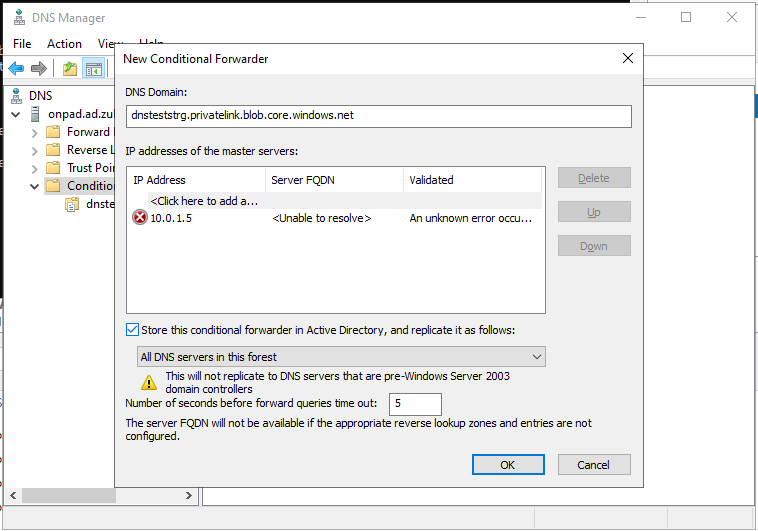 DNS Manager
File Action View Help
New Conditional Forwarder
DNS Domain:
dnsteststrg.privatelink.blob.core.windows.net
IP addresses of the master servers:
IP Address Server FQDN Validated
<Click here to add a...
10.0.1.5 <Unable to resolve> An unknown error occu...
Delete
Up
Down
Store this conditional forwarder in Active Directory, and replicate it as follows:
All DNS servers in this forest
This will not replicate to DNS servers that are pre-Windows Server 2003
domain controllers
Number of seconds before forward queries time out: 5
The server FQDN will not be available if the appropriate reverse lookup zones and entries are not
configured.
OK Cancel
DNS
onpad.ad.zul
Forward
Reverse L
Trust Poin
Conditio
dnste